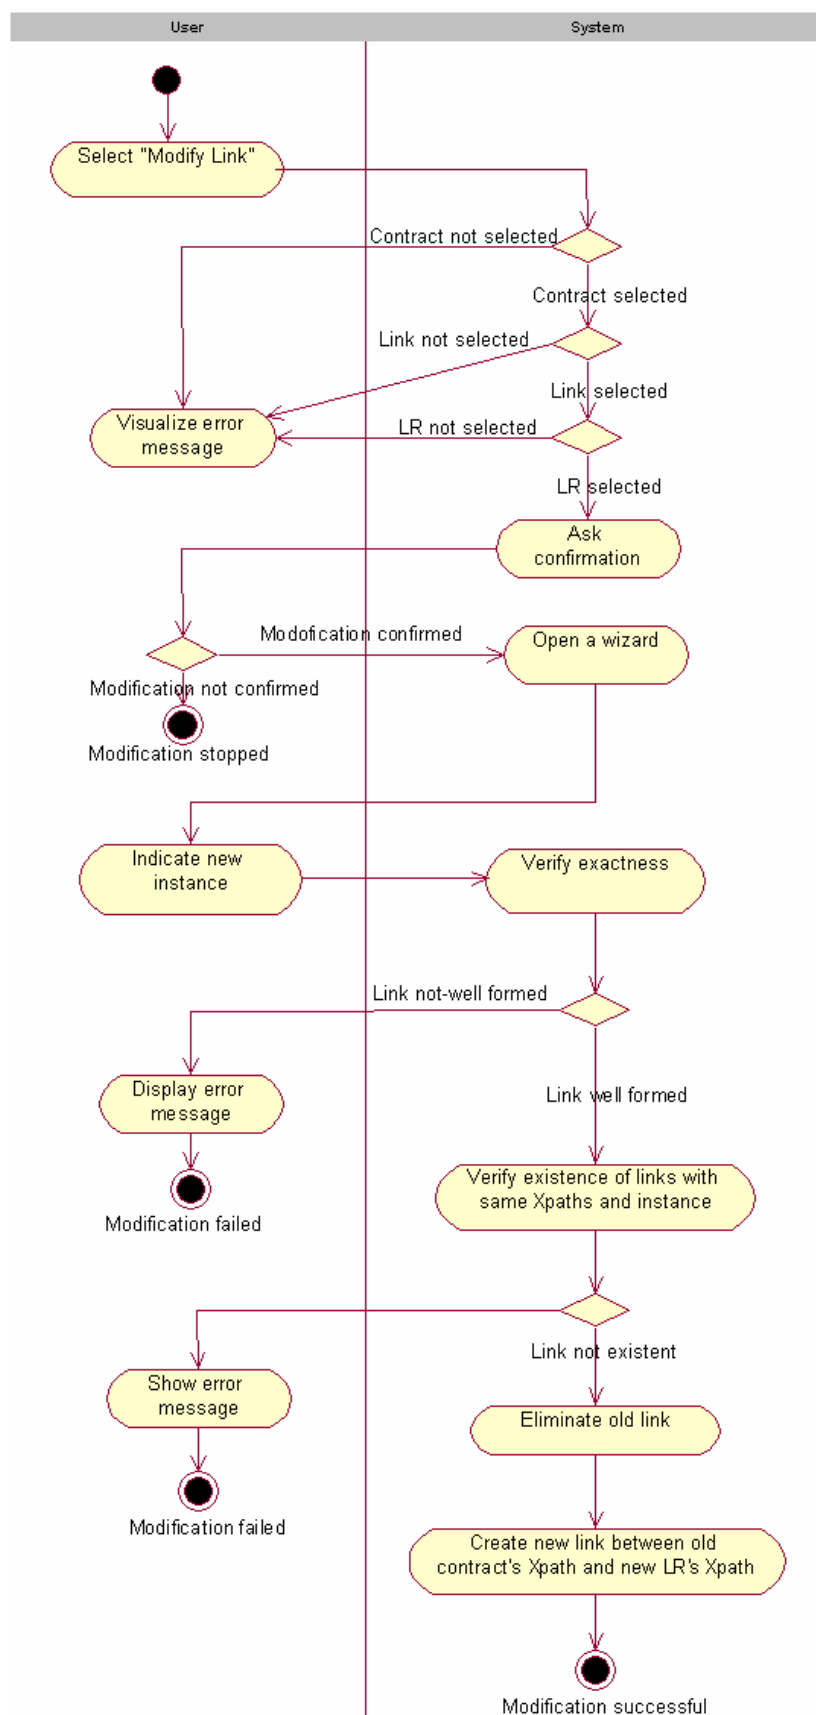 User
System
Select "Modify Link"
Contract not selected
Contract selected
Link not selected
Link selected
Visualize error
message
LR not selected
LR selected
Ask
confirmation
Modofication confirmed
Open a wizard
Modification not confirmed
Modification stopped
Indicate new
instance
Verify exactness
Link not-well formed
Display error
message
Link well formed
Verify existence of links with
same Xpaths and instance
Modification failed
Link not existent
Show error
message
Eliminate old link
Modification failed
Create new link between old
contract's Xpath and new LR's Xpath
Modification successful